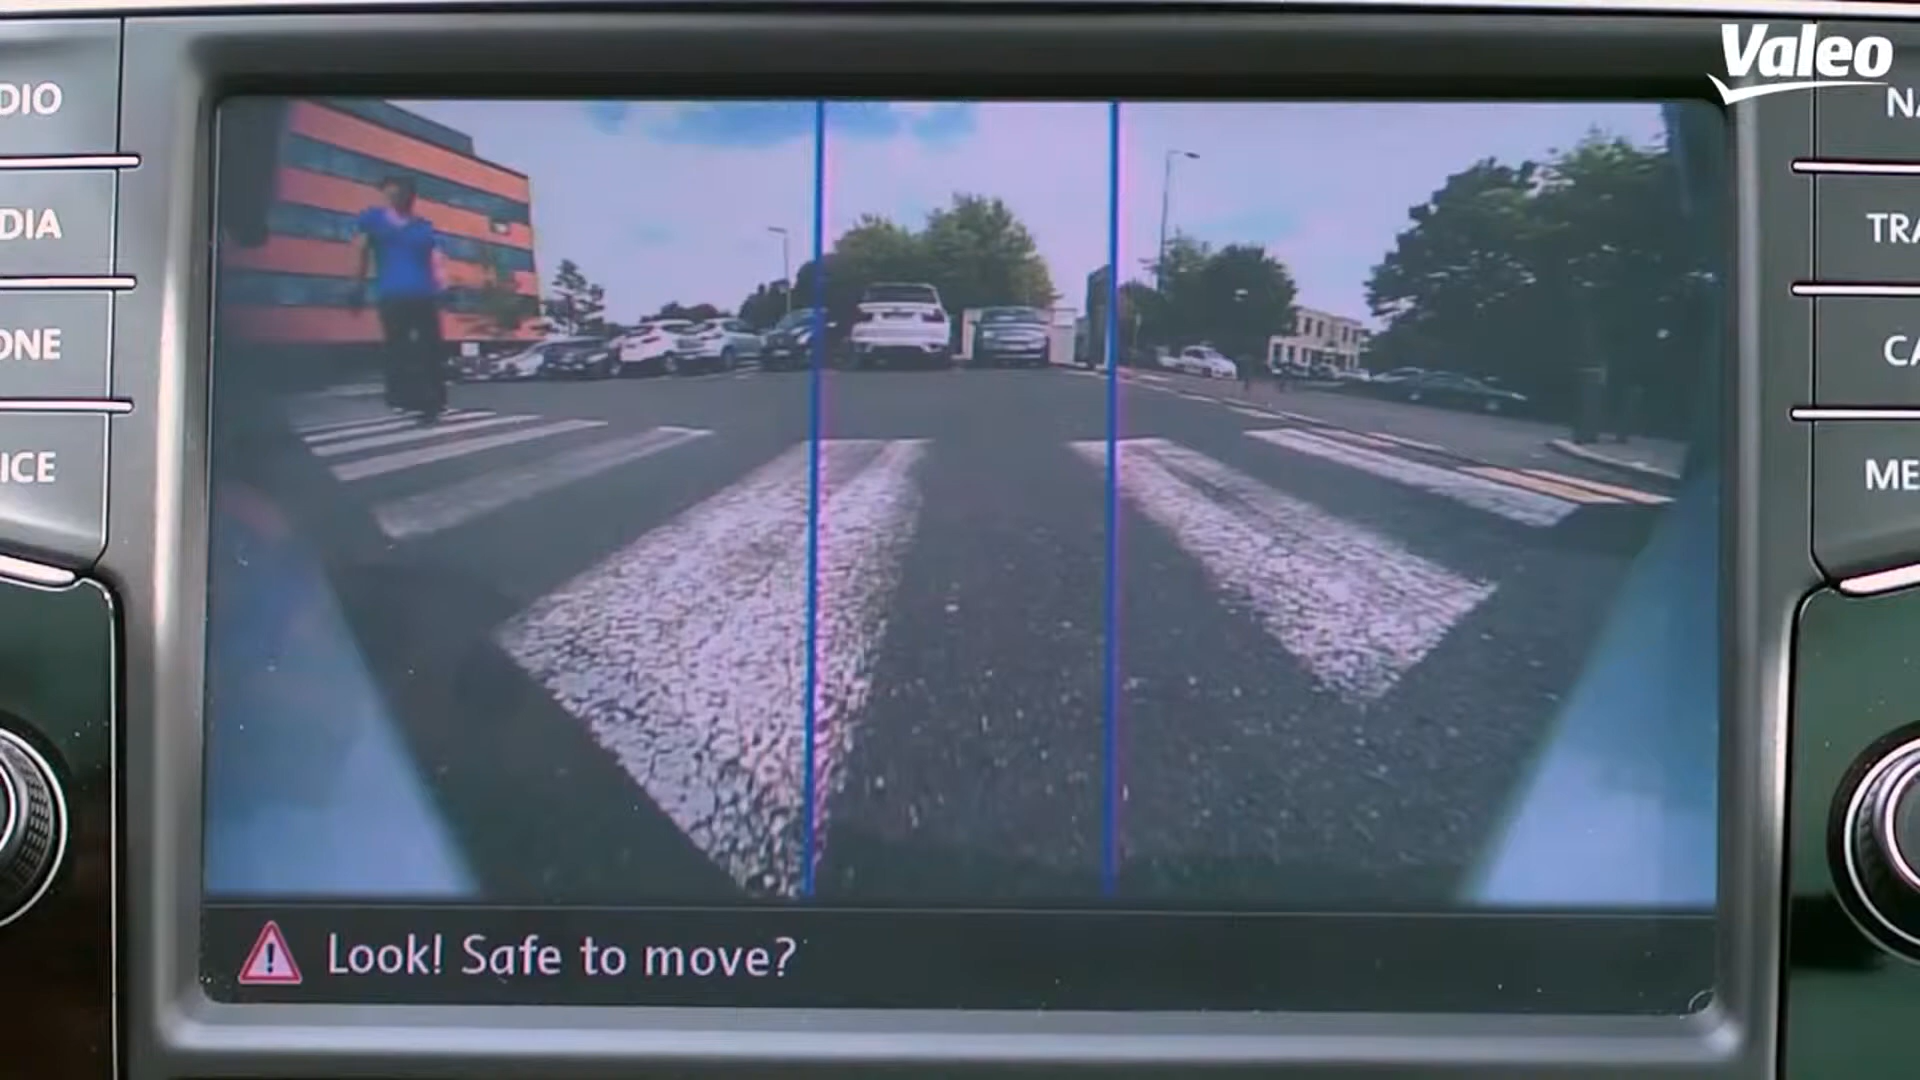 Valeo
DIO
DIA
ONE
ICE
NA
TRA
CA
ME
Look! Safe to move?